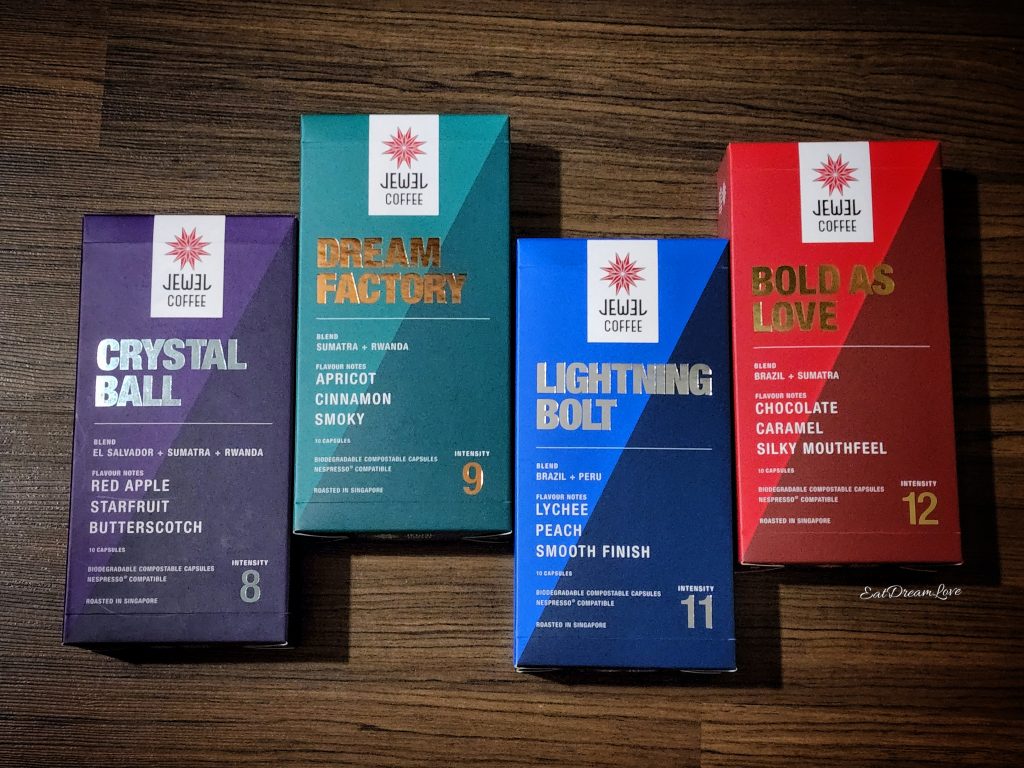 JEWEL
COFFEE
CRYSTAL
BALL
BLEND
EL SALVADOR + SUMATRA + RWANDA
FLAVOUR NOTES
RED APPLE
STARFRUIT
BUTTERSCOTCH
10 CAPSULES
BIODEGRADABLE COMPOSTABLE CAPSULES
NESPRESSO® COMPATIBLE
ROASTED IN SINGAPORE
INTENSITY
8
JEWEL
COFFEE
DREAM
FACTORY
BLEND
SUMATRA + RWANDA
FLAVOUR NOTES
APRICOT
CINNAMON
SMOKY
10 CAPSULES
BIODEGRADABLE COMPOSTABLE CAPSULES
NESPRESSO® COMPATIBLE
ROASTED IN SINGAPORE
INTENSITY
9
JEWEL
COFFEE
LIGHTNING
BOLT
BLEND
BRAZIL + PERU
FLAVOUR NOTES
LYCHEE
PEACH
SMOOTH FINISH
10 CAPSULES
BIODEGRADABLE COMPOSTABLE CAPSULES
NESPRESSO® COMPATIBLE
ROASTED IN SINGAPORE
INTENSITY
11
JEWEL
COFFEE
BOLD AS
LOVE
BLEND
BRAZIL + SUMATRA
FLAVOUR NOTES
CHOCOLATE
CARAMEL
SILKY MOUTHFEEL
10 CAPSULES
BIODEGRADABLE COMPOSTABLE CAPSULES
NESPRESSO® COMPATIBLE
ROASTED IN SINGAPORE
INTENSITY
12
EatDreamLove